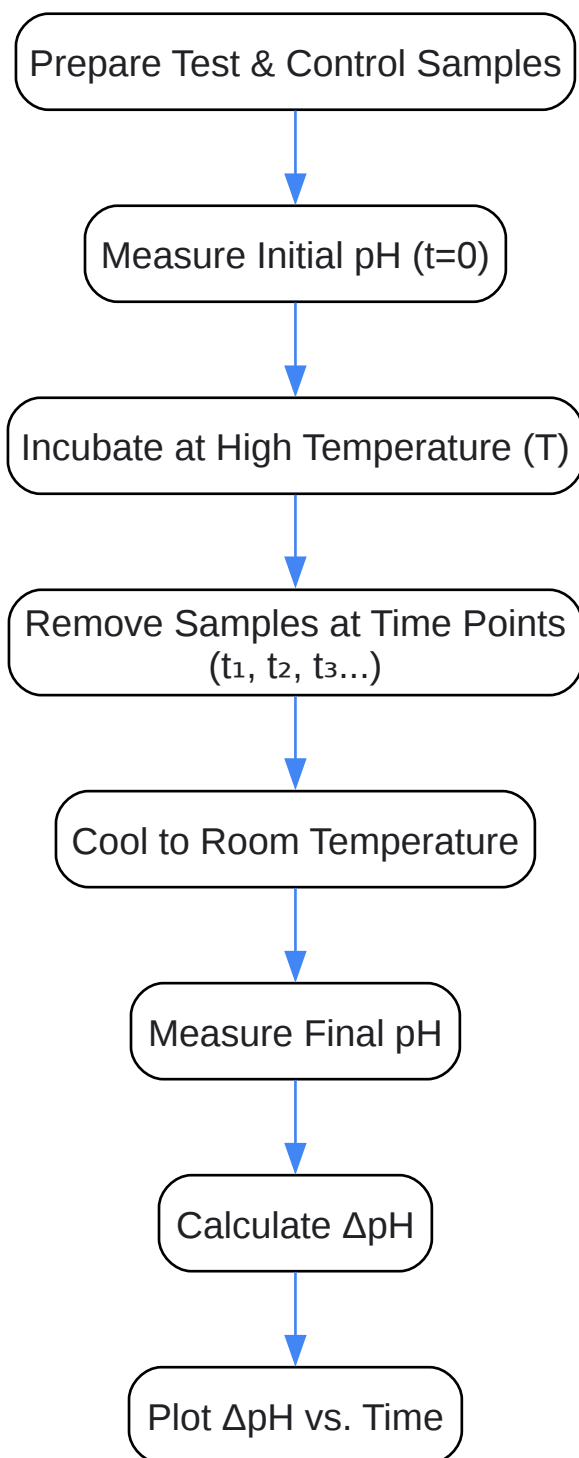 Prepare Test & Control Samples
Measure Initial pH (t=0)
Incubate at High Temperature (T)
Remove Samples at Time Points
(t₁, t₂, t₃...)
Cool to Room Temperature
Measure Final pH
Calculate ΔpH
Plot ΔpH vs. Time